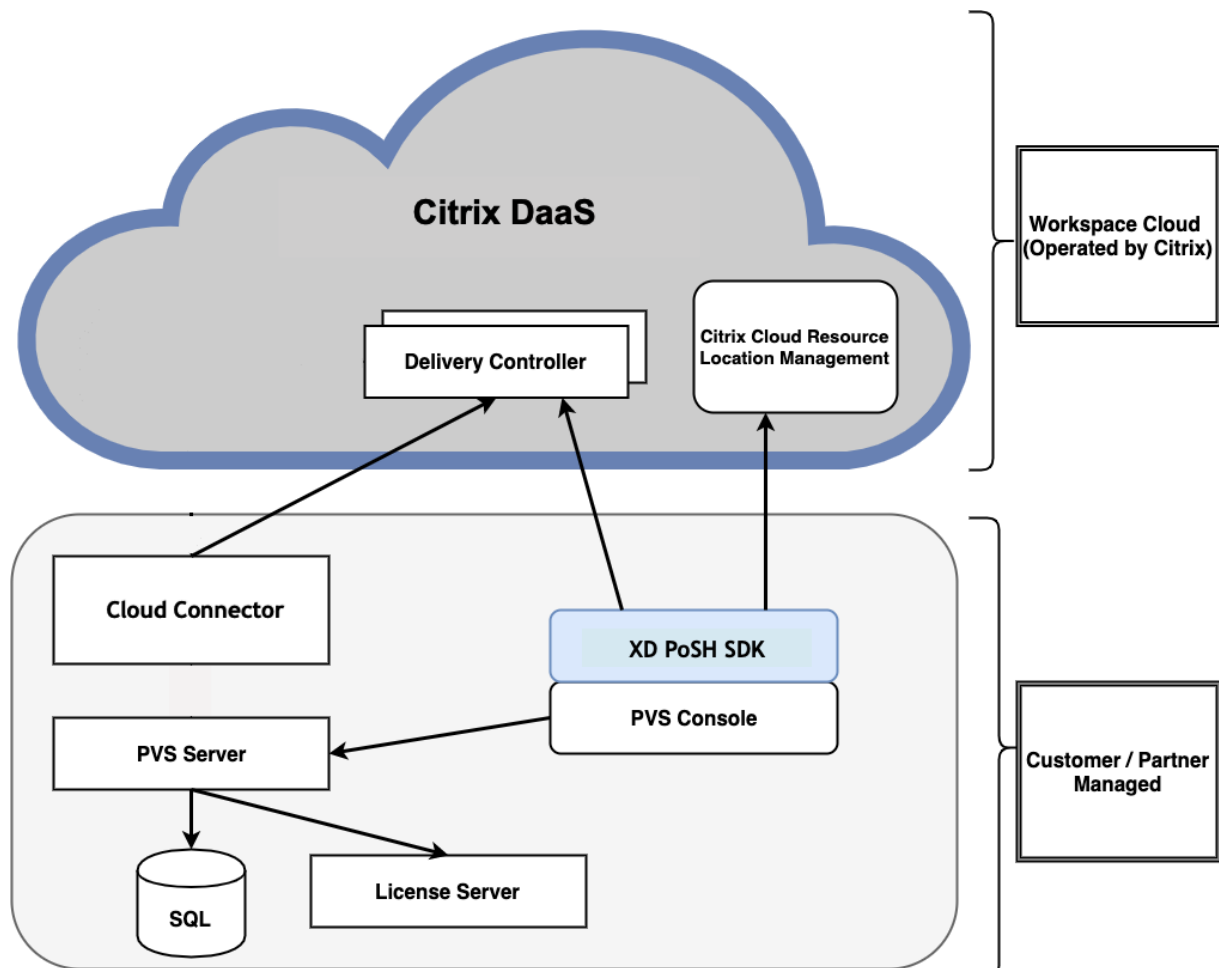 Citrix DaaS
Workspace Cloud
(Operated by Citrix)
Delivery Controller
Citrix Cloud Resource
Location Management
Cloud Connector
XD PoSH SDK
PVS Console
PVS Server
Customer / Partner
Managed
License Server
SQL